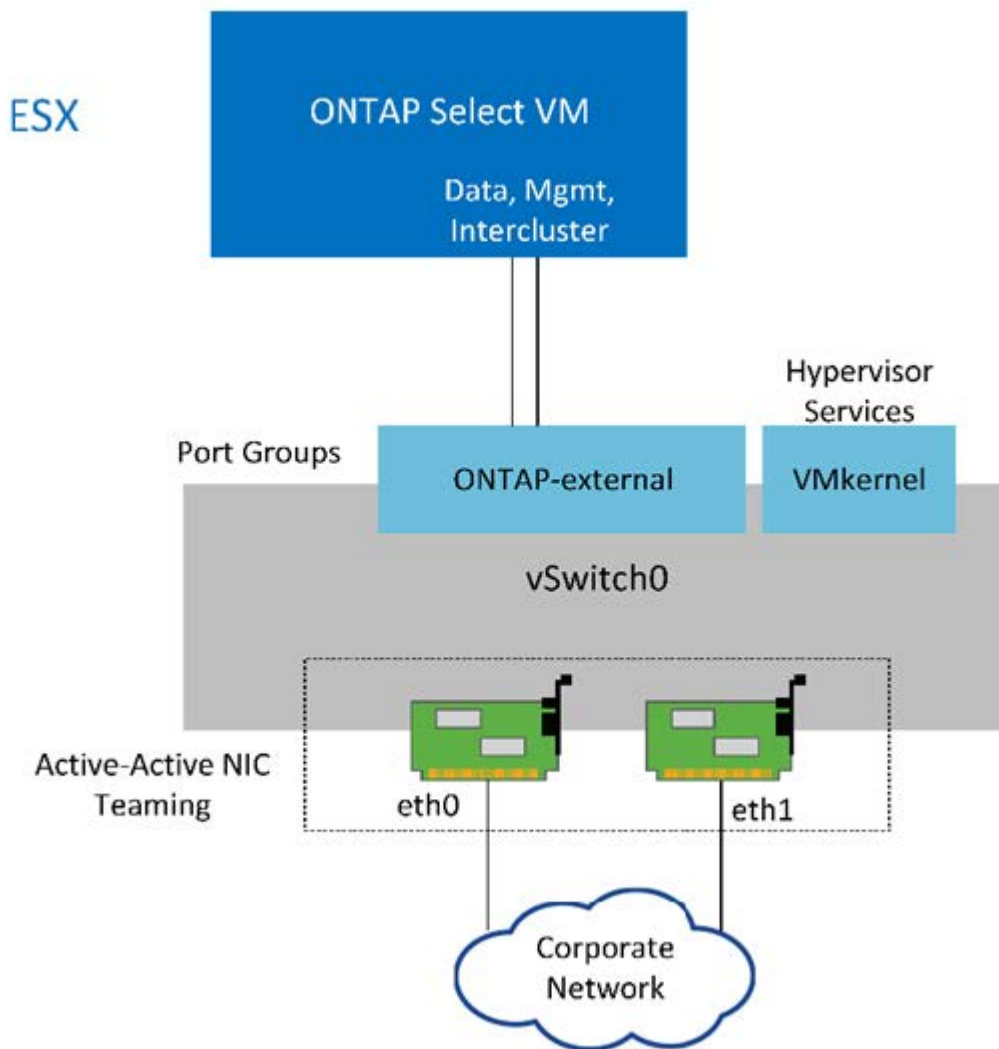 ESX
ONTAP Select VM
Data, Mgmt,
Intercluster
Hypervisor
Services
Port Groups
ONTAP-external
VMkernel
vSwitch0
Active-Active NIC
Teaming
eth0
eth1
Corporate
Network